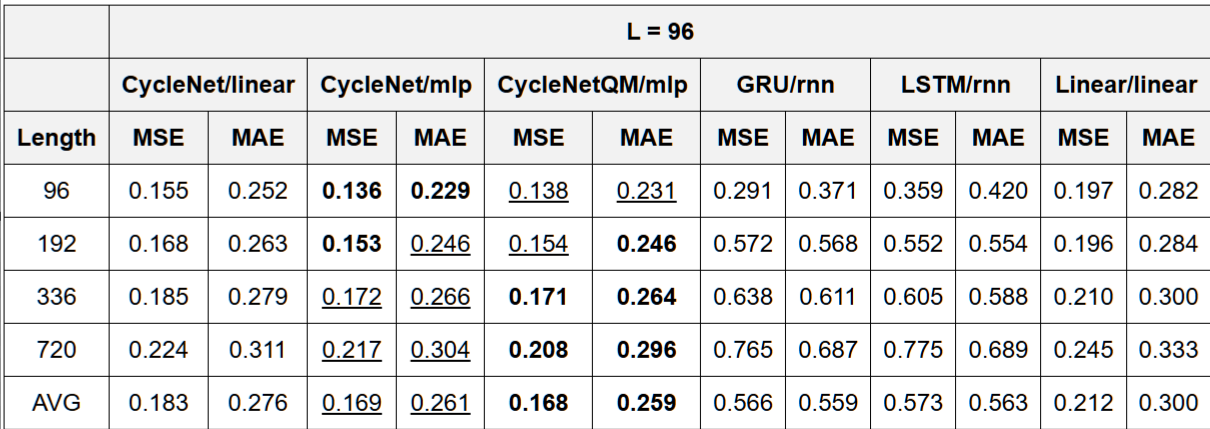 L = 96
CycleNet/linear CycleNet/mlp CycleNetQM/mlp GRU/rnn LSTM/rnn Linear/linear
Length MSE MAE MSE MAE MSE MAE MSE MAE MSE MAE MSE MAE
96 0.155 0.252 0.136 0.229 0.138 0.231 0.291 0.371 0.359 0.420 0.197 0.282
192 0.168 0.263 0.153 0.246 0.154 0.246 0.572 0.568 0.552 0.554 0.196 0.284
336 0.185 0.279 0.172 0.266 0.171 0.264 0.638 0.611 0.605 0.588 0.210 0.300
720 0.224 0.311 0.217 0.304 0.208 0.296 0.765 0.687 0.775 0.689 0.245 0.333
AVG 0.183 0.276 0.169 0.261 0.168 0.259 0.566 0.559 0.573 0.563 0.212 0.300